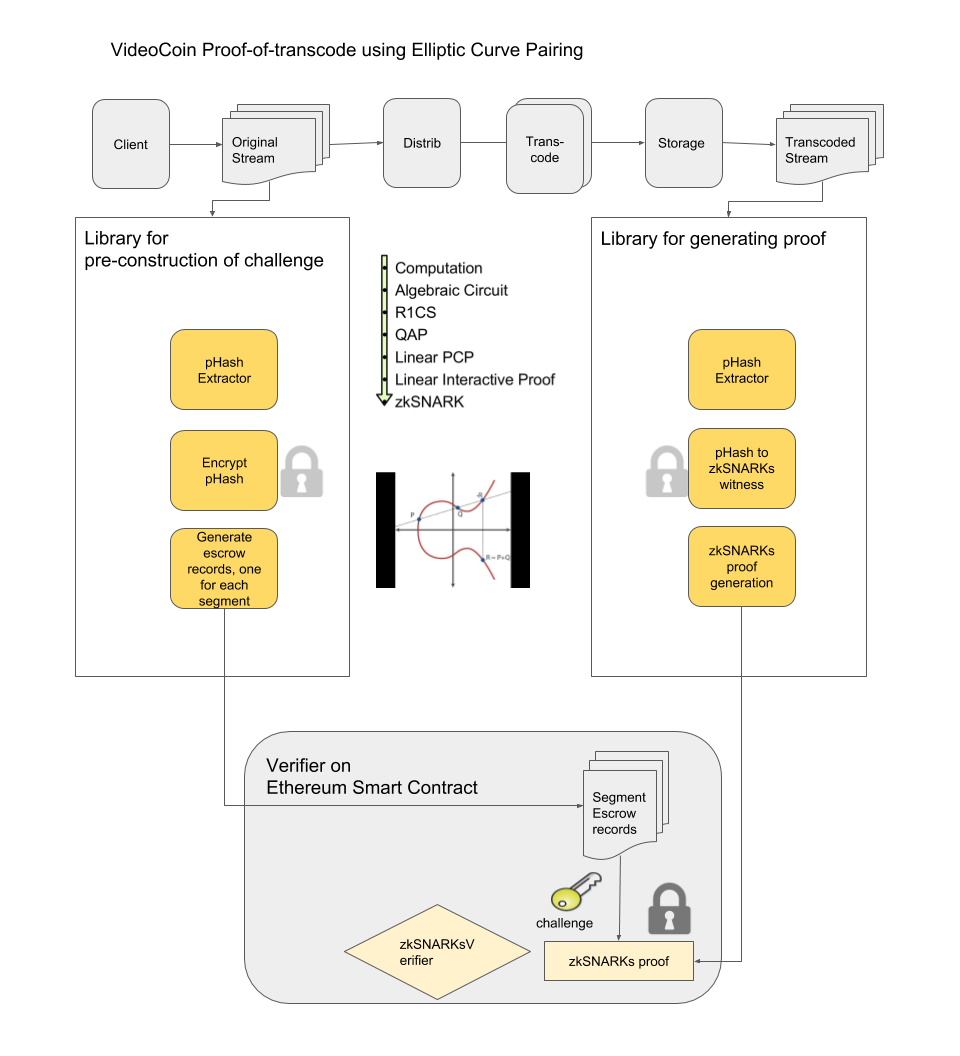 VideoCoin Proof-of-transcode using Elliptic Curve Pairing
Client
Original
Stream
Distrib
Trans-
code
Storage
Transcoded
Stream
Library for
pre-construction of challenge
pHash
Extractor
Encrypt
pHash
Generate
escrow
records, one
for each
segment
Computation
Algebraic Circuit
R1CS
QAP
Linear PCP
Linear Interactive Proof
zkSNARK
P
Q
-R
R = P+Q
Library for generating proof
pHash
Extractor
pHash to
zkSNARKs
witness
zkSNARKs
proof
generation
Verifier on
Ethereum Smart Contract
Segment
Escrow
records
challenge
zkSNARKsV
erifier
zkSNARKs proof